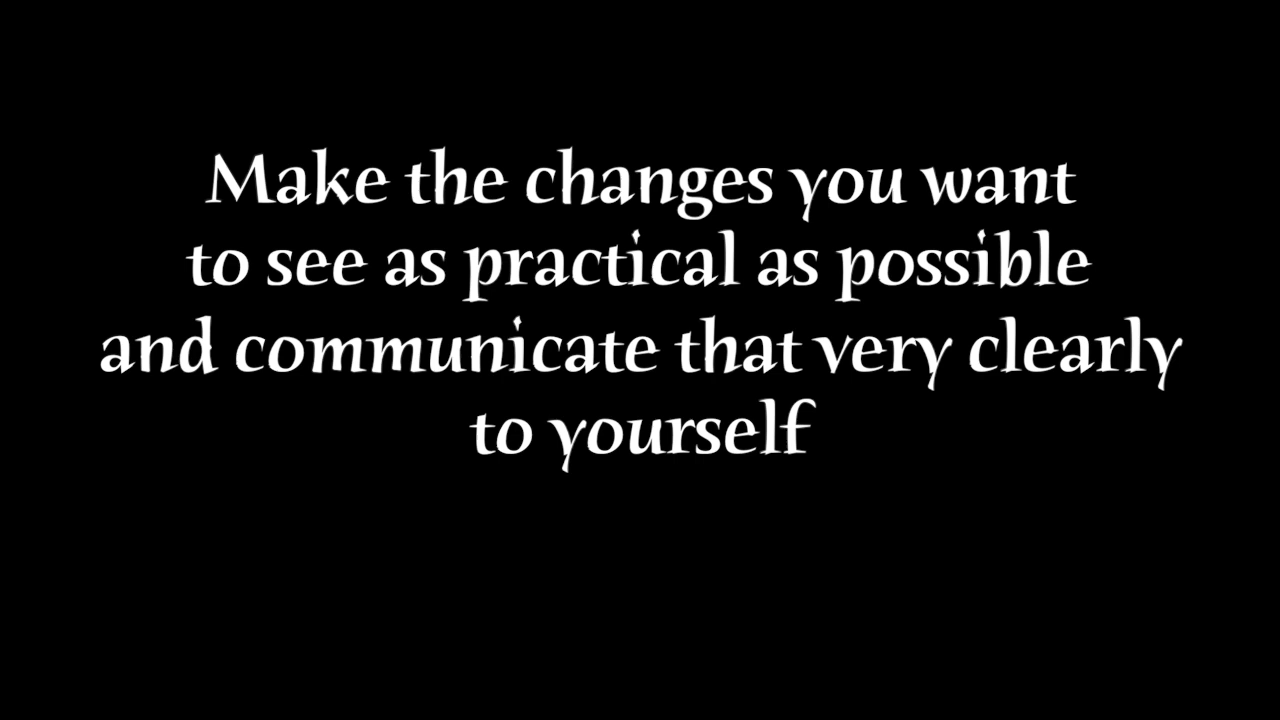 Make the changes you want
to see as practical as possible
and communicate that very clearly
to yourself